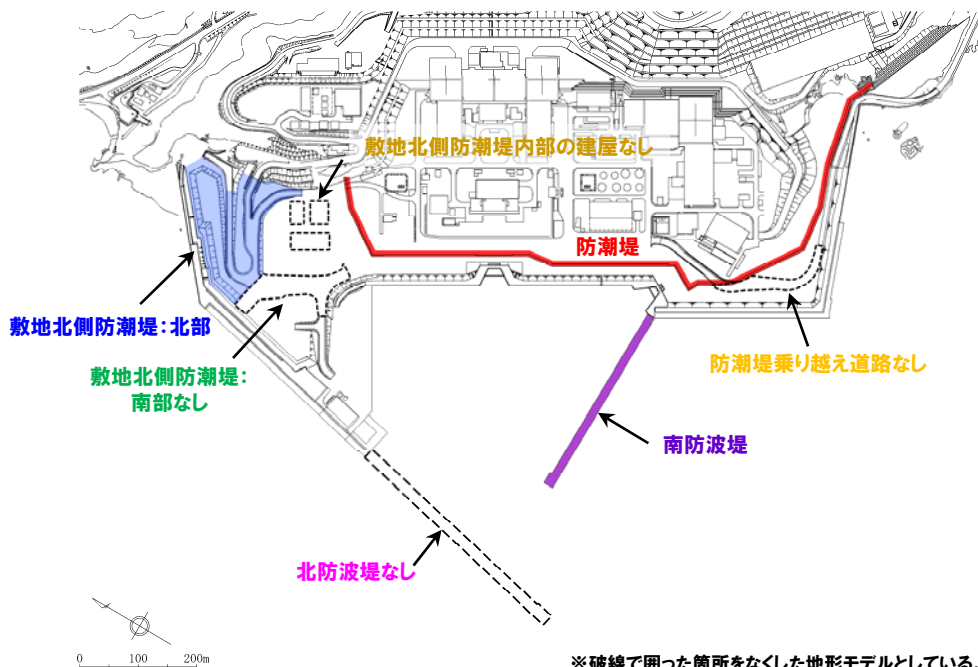 敷地北側防潮堤内部の建屋なし
防潮堤
敷地北側防潮堤：北部
敷地北側防潮堤：
南部なし
防潮堤乗り越え道路なし
南防波堤
北防波堤なし
0 100 200m
※破線で囲った箇所をなくした地形モデルとしている